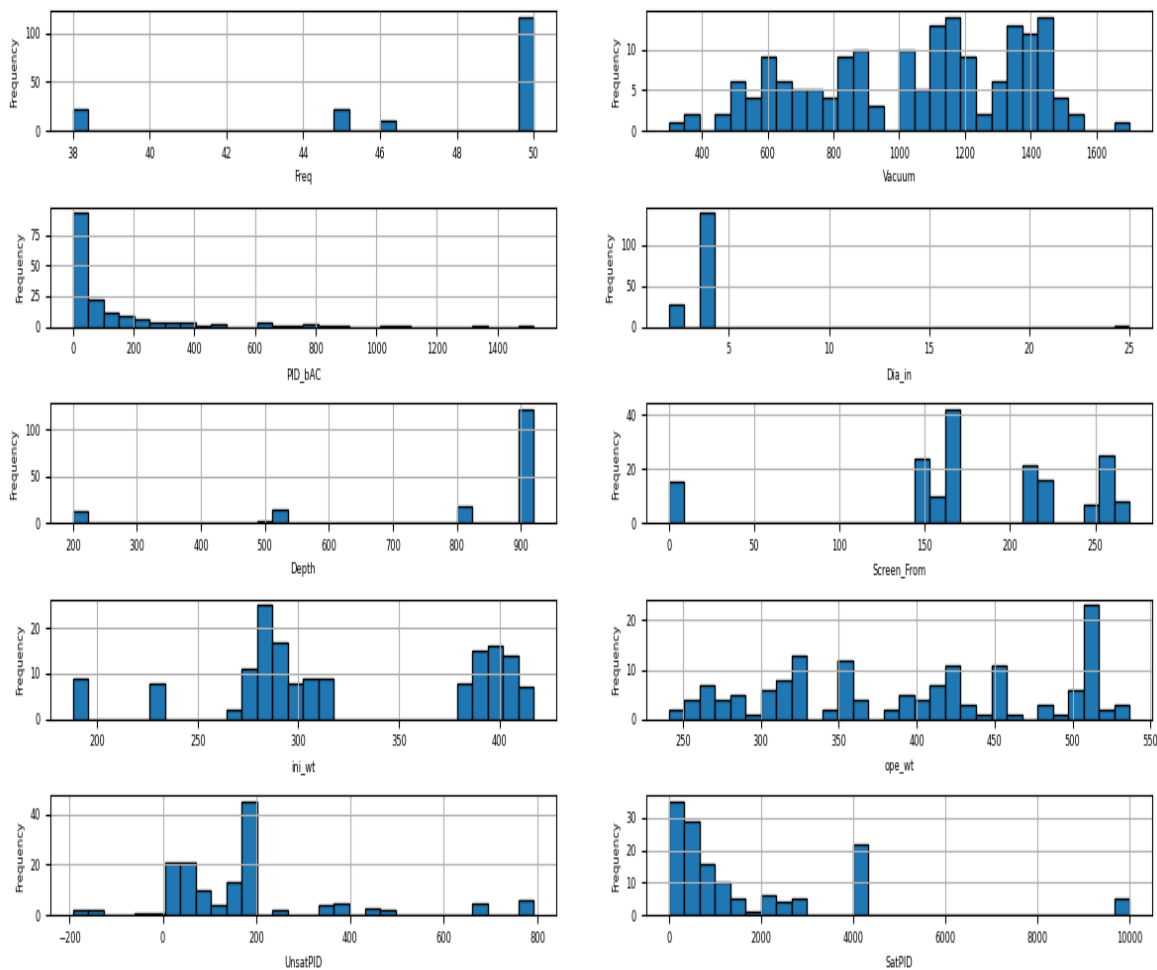 Frequency
100
50
0
38 40 42 44 46 48 50
Freq
Frequency
10
5
0
400 600 800 1000 1200 1400 1600
Vacuum
Frequency
75
50
25
0
0 200 400 600 800 1000 1200 1400
PID_bAC
Frequency
100
50
0
5 10 15 20 25
Dia_in
Frequency
100
50
0
200 300 400 500 600 700 800 900
Depth
Frequency
40
20
0
0 50 100 150 200 250
Screen_From
Frequency
20
10
0
200 250 300 350 400
ini_wt
Frequency
20
10
0
250 300 350 400 450 500 550
ope_wt
Frequency
40
20
0
−200 0 200 400 600 800
UnsatPID
Frequency
30
20
10
0
0 2000 4000 6000 8000 10000
SatPID